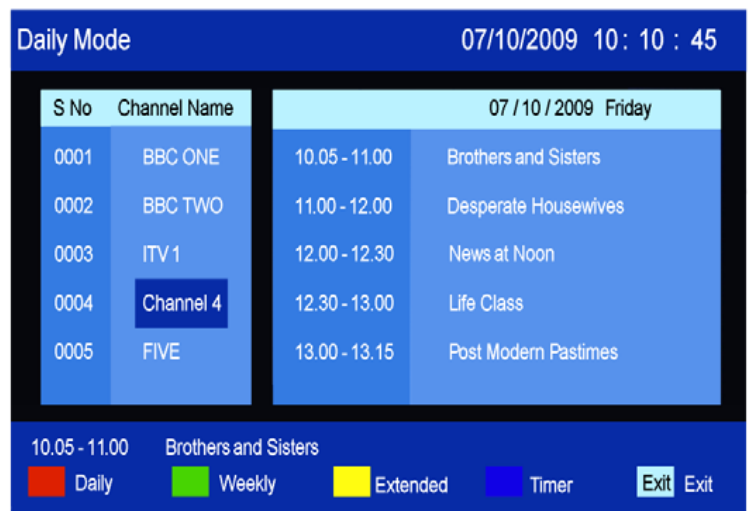 Daily Mode 07/10/2009 10 : 10 : 45
S No Channel Name 07 / 10 / 2009 Friday
0001 BBC ONE 10.05 - 11.00 Brothers and Sisters
0002 BBC TWO 11.00 - 12.00 Desperate Housewives
0003 ITV 1 12.00 - 12.30 News at Noon
0004 Channel 4 12.30 - 13.00 Life Class
0005 FIVE 13.00 - 13.15 Post Modern Pastimes
10.05 - 11.00 Brothers and Sisters
Daily Weekly Extended Timer Exit Exit